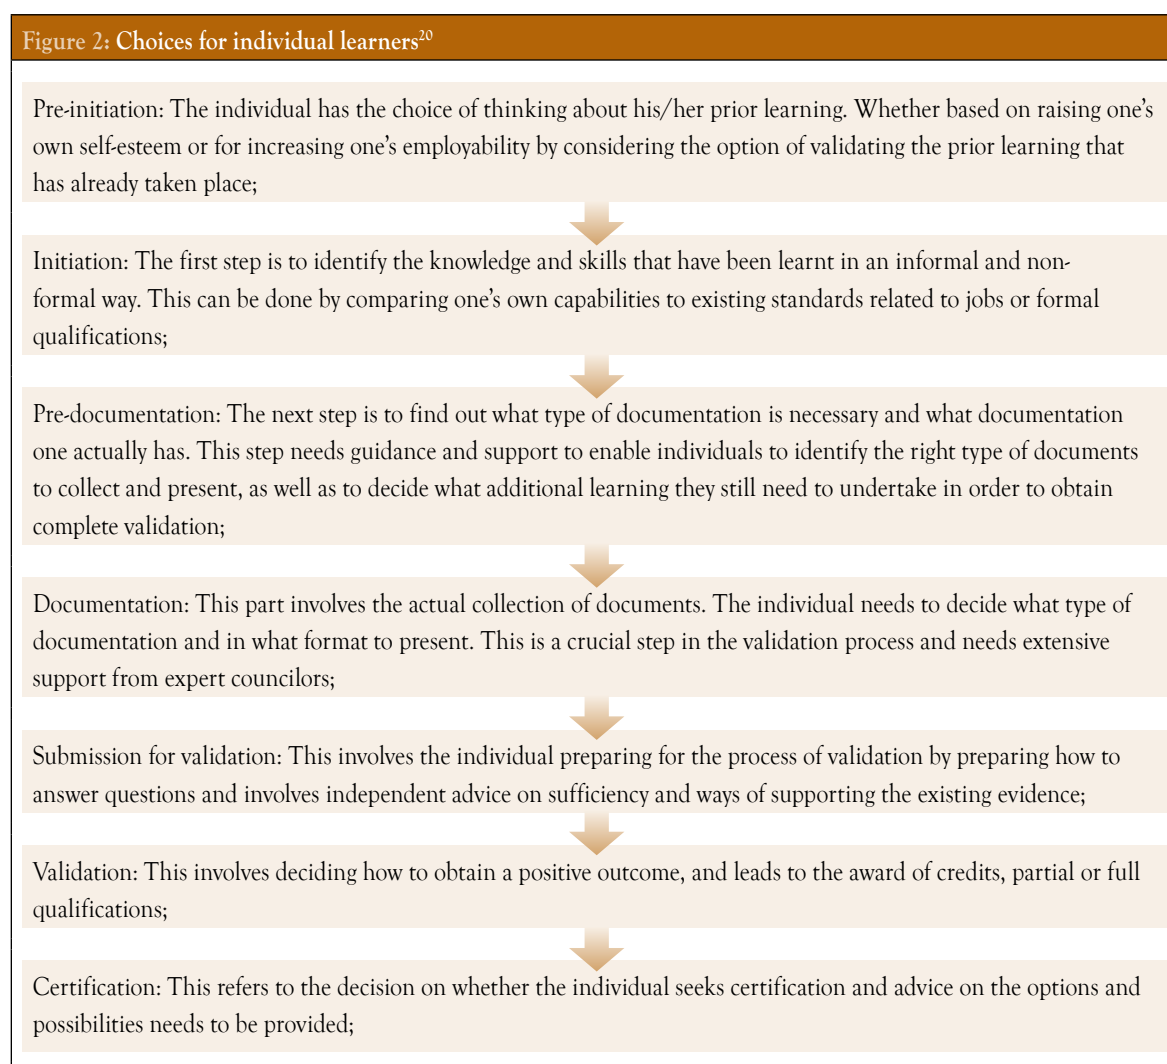 Figure 2: Choices for individual learners20
Pre-initiation: The individual has the choice of thinking about his/her prior learning. Whether based on raising one's
own self-esteem or for increasing one's employability by considering the option of validating the prior learning that
has already taken place;
Initiation: The first step is to identify the knowledge and skills that have been learnt in an informal and non-
formal way. This can be done by comparing one's own capabilities to existing standards related to jobs or formal
qualifications;
Pre-documentation: The next step is to find out what type of documentation is necessary and what documentation
one actually has. This step needs guidance and support to enable individuals to identify the right type of documents
to collect and present, as well as to decide what additional learning they still need to undertake in order to obtain
complete validation;
Documentation: This part involves the actual collection of documents. The individual needs to decide what type of
documentation and in what format to present. This is a crucial step in the validation process and needs extensive
support from expert councilors;
Submission for validation: This involves the individual preparing for the process of validation by preparing how to
answer questions and involves independent advice on sufficiency and ways of supporting the existing evidence;
Validation: This involves deciding how to obtain a positive outcome, and leads to the award of credits, partial or full
qualifications;
Certification: This refers to the decision on whether the individual seeks certification and advice on the options and
possibilities needs to be provided;